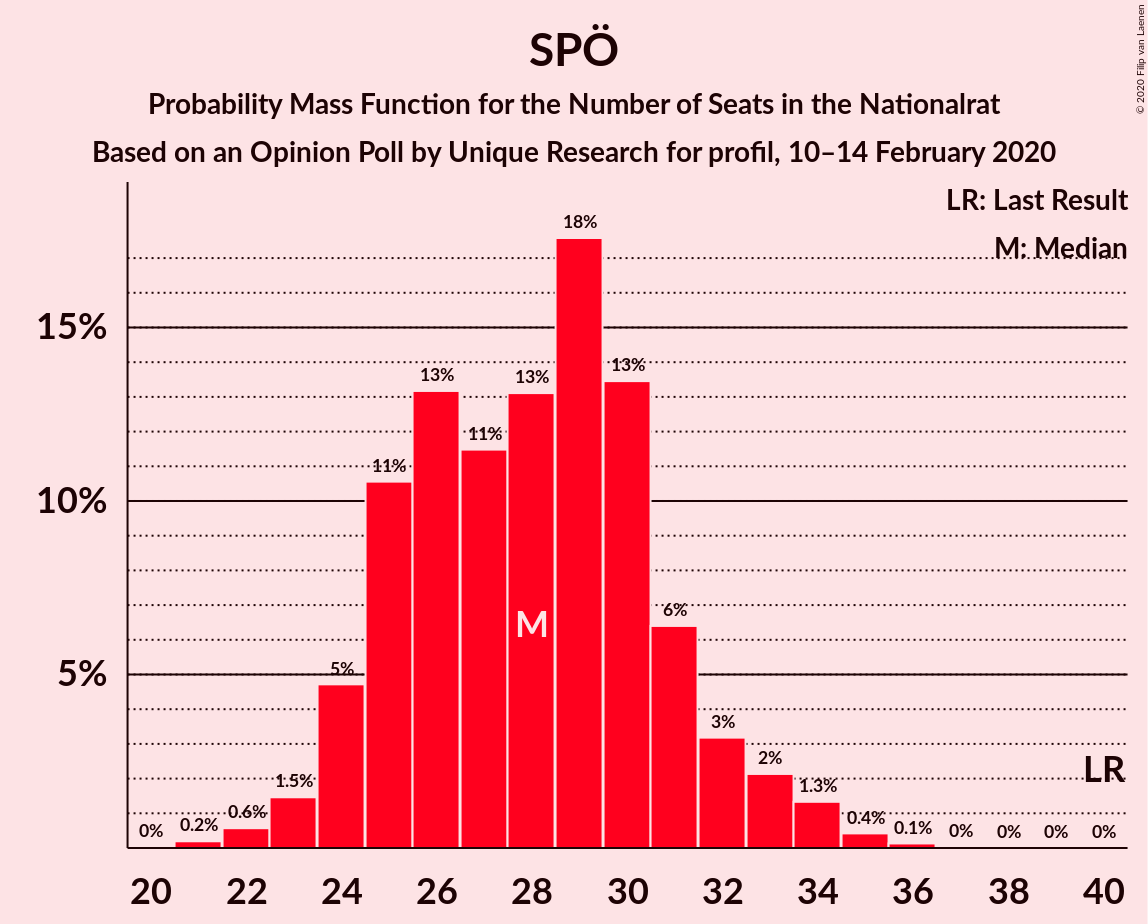 SPÖ
Probability Mass Function for the Number of Seats in the Nationalrat
Based on an Opinion Poll by Unique Research for profil, 10–14 February 2020
© 2020 Filip van Laenen
LR: Last Result
M: Median
15%
10%
5%
0%
0.2%
0.6%
1.5%
5%
11%
13%
11%
13%
18%
13%
6%
3%
2%
1.3%
0.4%
0.1%
0%
0%
0%
0%
M
LR
20 22 24 26 28 30 32 34 36 38 40